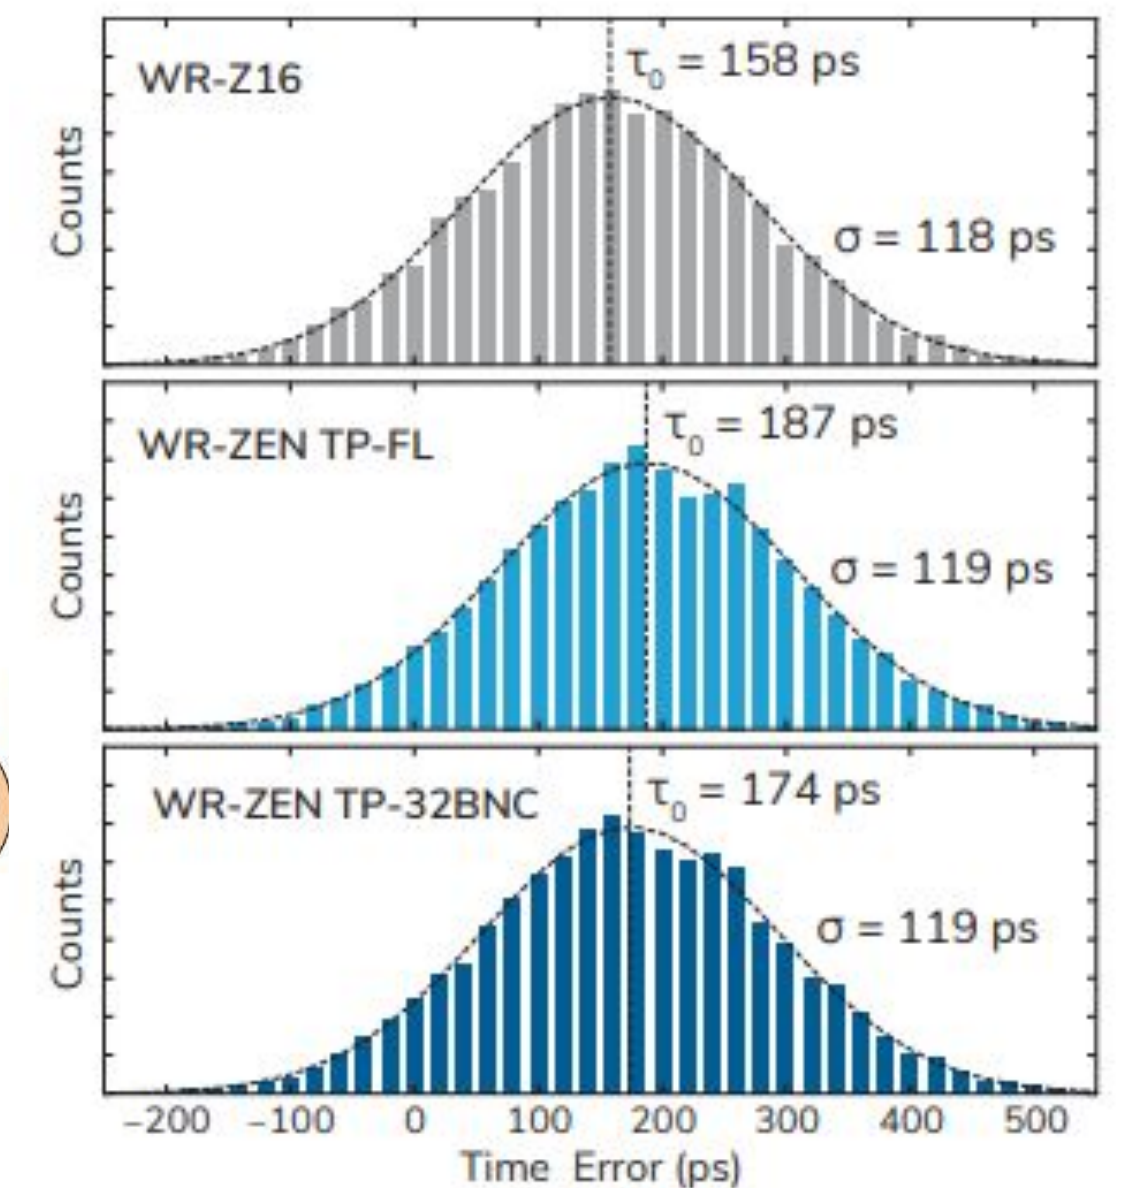 WR-Z16
τ₀ = 158 ps
σ = 118 ps
Counts
WR-ZEN TP-FL
τ₀ = 187 ps
σ = 119 ps
Counts
WR-ZEN TP-32BNC
τ₀ = 174 ps
σ = 119 ps
Counts
−200 −100 0 100 200 300 400 500
Time Error (ps)